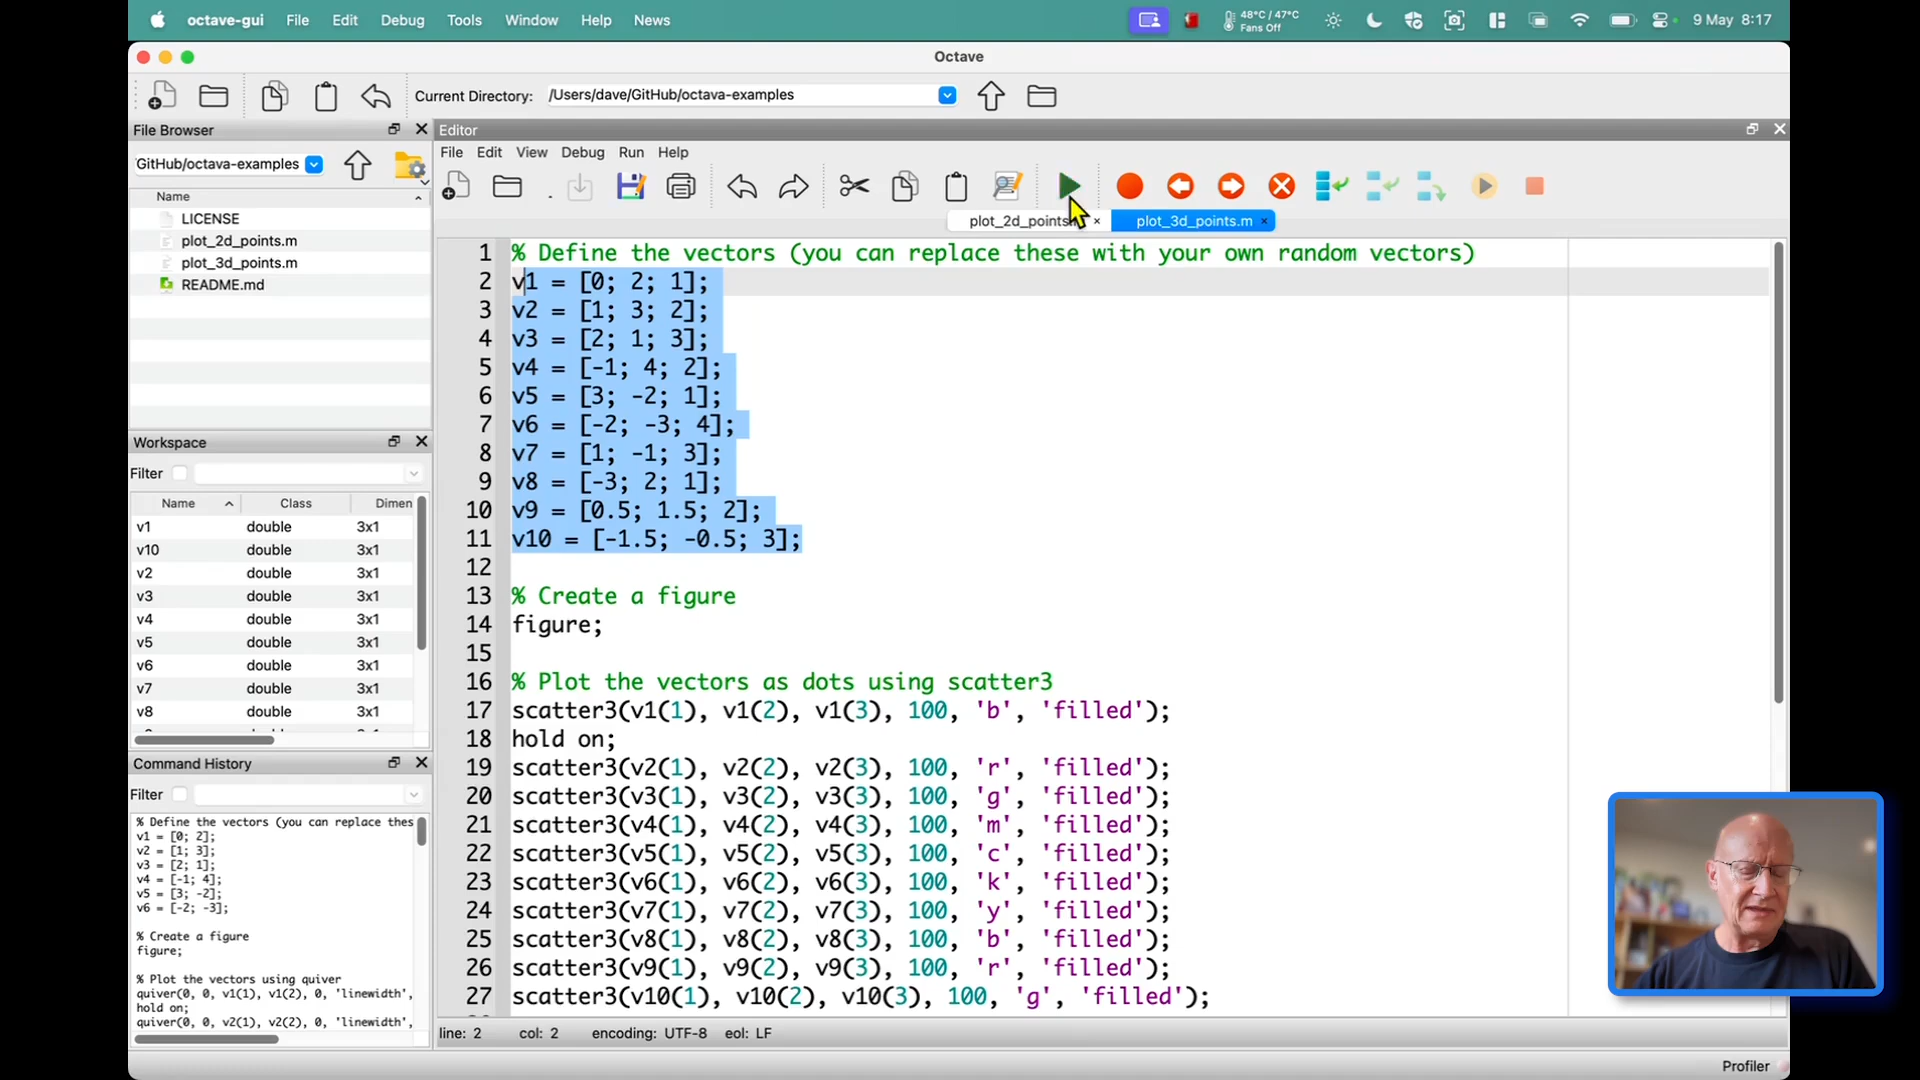 octave-gui File Edit Debug Tools Window Help News 48°C / 47°C Fans Off 9 May 8:17
Octave
Current Directory: /Users/dave/GitHub/octava-examples
File Browser
GitHub/octava-examples
Name
LICENSE
plot_2d_points.m
plot_3d_points.m
README.md
Workspace
Filter
Name Class Dimen
v1 double 3x1
v10 double 3x1
v2 double 3x1
v3 double 3x1
v4 double 3x1
v5 double 3x1
v6 double 3x1
v7 double 3x1
v8 double 3x1
Command History
Filter
% Define the vectors (you can replace thes
v1 = [0; 2];
v2 = [1; 3];
v3 = [2; 1];
v4 = [-1; 4];
v5 = [3; -2];
v6 = [-2; -3];
% Create a figure
figure;
% Plot the vectors using quiver
quiver(0, 0, v1(1), v1(2), 0, 'linewidth',
hold on;
quiver(0, 0, v2(1), v2(2), 0, 'linewidth',
Editor
File Edit View Debug Run Help
plot_2d_points. plot_3d_points.m
1 % Define the vectors (you can replace these with your own random vectors)
2 v1 = [0; 2; 1];
3 v2 = [1; 3; 2];
4 v3 = [2; 1; 3];
5 v4 = [-1; 4; 2];
6 v5 = [3; -2; 1];
7 v6 = [-2; -3; 4];
8 v7 = [1; -1; 3];
9 v8 = [-3; 2; 1];
10 v9 = [0.5; 1.5; 2];
11 v10 = [-1.5; -0.5; 3];
12
13 % Create a figure
14 figure;
15
16 % Plot the vectors as dots using scatter3
17 scatter3(v1(1), v1(2), v1(3), 100, 'b', 'filled');
18 hold on;
19 scatter3(v2(1), v2(2), v2(3), 100, 'r', 'filled');
20 scatter3(v3(1), v3(2), v3(3), 100, 'g', 'filled');
21 scatter3(v4(1), v4(2), v4(3), 100, 'm', 'filled');
22 scatter3(v5(1), v5(2), v5(3), 100, 'c', 'filled');
23 scatter3(v6(1), v6(2), v6(3), 100, 'k', 'filled');
24 scatter3(v7(1), v7(2), v7(3), 100, 'y', 'filled');
25 scatter3(v8(1), v8(2), v8(3), 100, 'b', 'filled');
26 scatter3(v9(1), v9(2), v9(3), 100, 'r', 'filled');
27 scatter3(v10(1), v10(2), v10(3), 100, 'g', 'filled');
line: 2 col: 2 encoding: UTF-8 eol: LF
Profiler